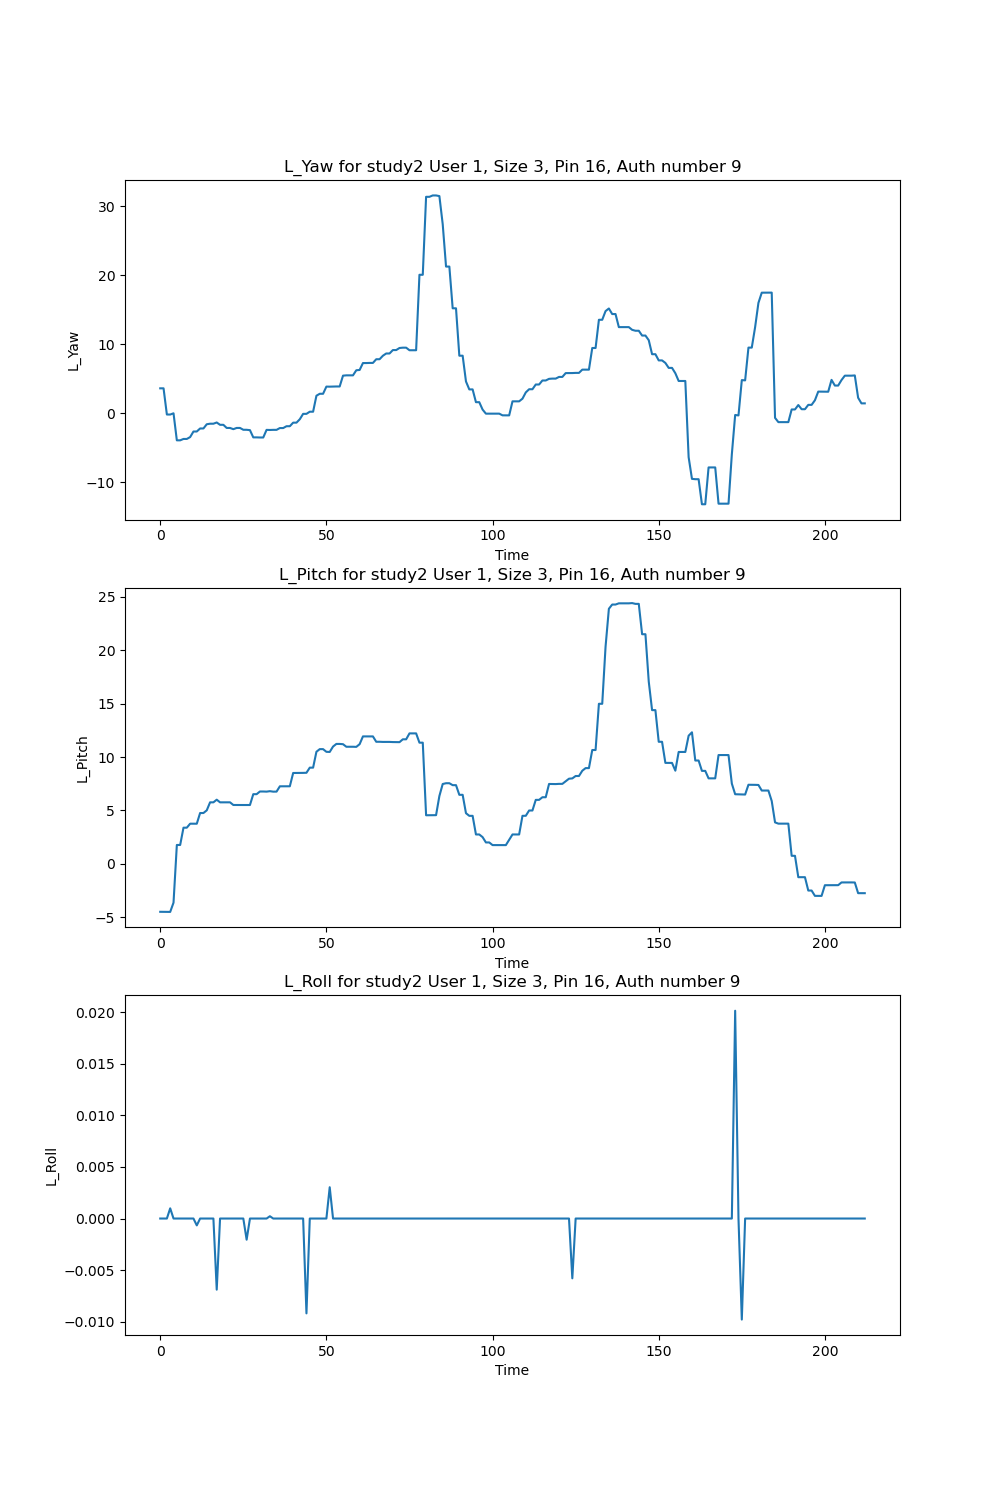 L_Yaw for study2 User 1, Size 3, Pin 16, Auth number 9
30
20
10
0
−10
L_Yaw
0 50 100 150 200
Time
L_Pitch for study2 User 1, Size 3, Pin 16, Auth number 9
25
20
15
10
5
0
−5
L_Pitch
0 50 100 150 200
Time
L_Roll for study2 User 1, Size 3, Pin 16, Auth number 9
0.020
0.015
0.010
0.005
0.000
−0.005
−0.010
L_Roll
0 50 100 150 200
Time